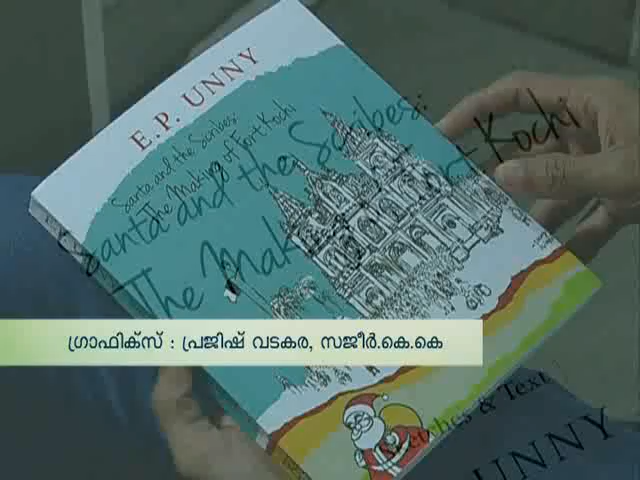 E.P. UNNY
Santa and the Scribes:
The Making of Fort Kochi
Santa and the Scribes:
The Making Fort Kochi
ഗ്രാഫിക്സ് : പ്രജിഷ് വടകര, സജീർ.കെ.കെ
Sketches & Text
UNNY